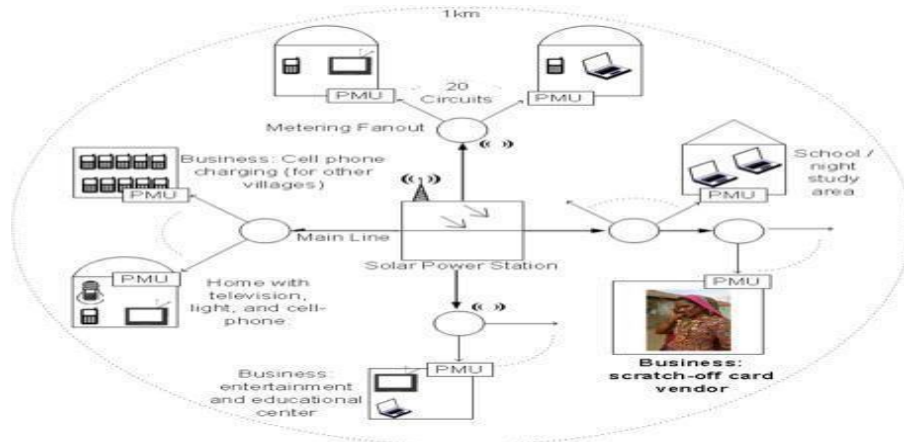 1km
20
Circuits
PMU
PMU
Metering Fanout
Business: Cell phone
charging (for other
villages)
PMU
School /
night
study
area
PMU
Main Line
Solar Power Station
PMU
Home with
television,
light, and cell-
phone.
PMU
Business:
scratch-off card
vendor
Business:
entertainment
and educational
center
PMU